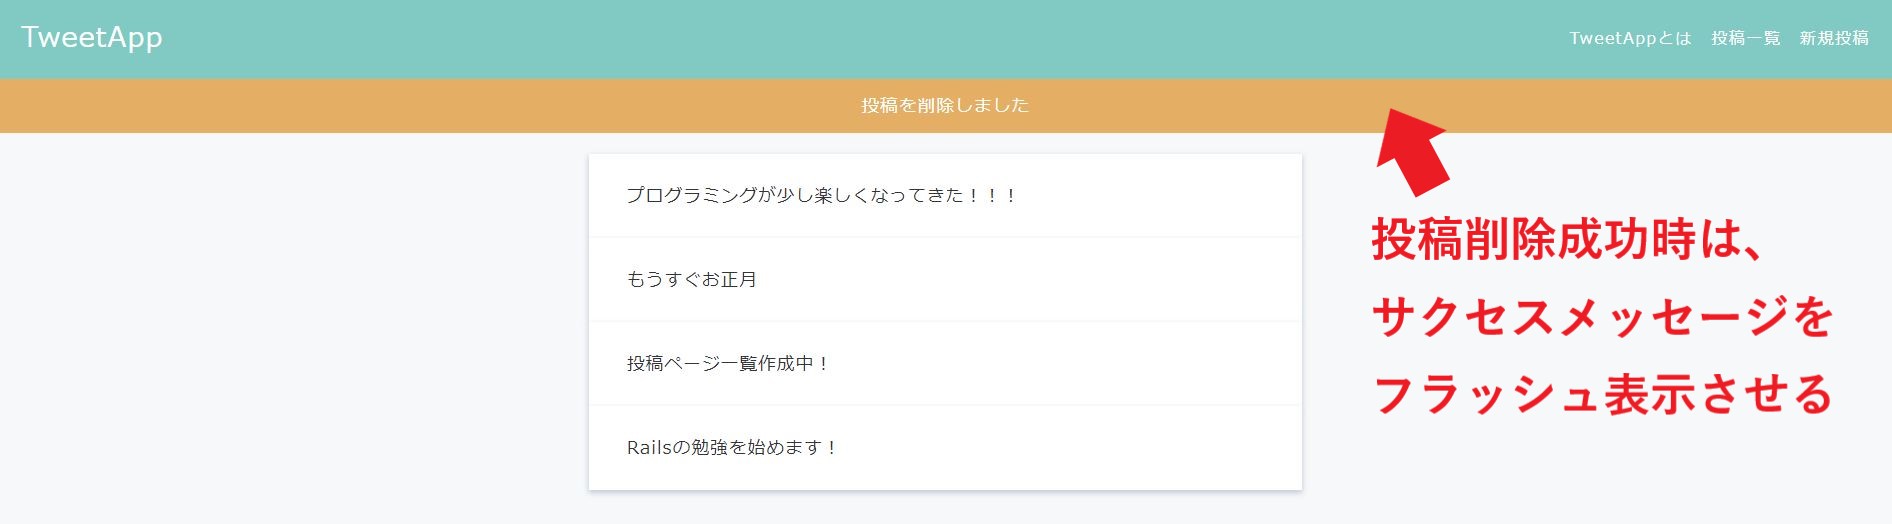 TweetApp
TweetAppとは 投稿一覧 新規投稿
投稿を削除しました
プログラミングが少し楽しくなってきた！！！
もうすぐお正月
投稿ページ一覧作成中！
Railsの勉強を始めます！
投稿削除成功時は、
サクセスメッセージを
フラッシュ表示させる